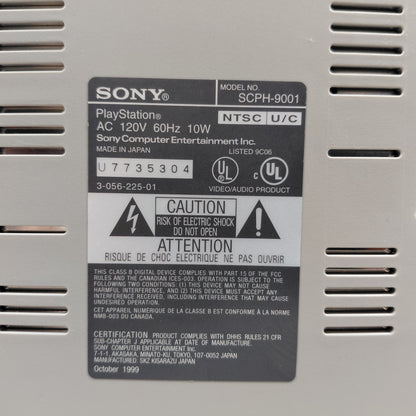 SONY®
MODEL NO. SCPH-9001
PlayStation®
NTSC U/C
AC 120V 60Hz 10W
Sony Computer Entertainment Inc.
MADE IN JAPAN
LISTED 9C06
U7735304
UL
C UL
3-056-225-01
VIDEO/AUDIO PRODUCT
CAUTION
RISK OF ELECTRIC SHOCK
DO NOT OPEN
ATTENTION
RISQUE DE CHOC ELECTRIQUE NE PAS OUVRIR
THIS CLASS B DIGITAL DEVICE COMPLIES WITH PART 15 OF THE FCC
RULES AND THE CANADIAN ICES-003. OPERATION IS SUBJECT TO THE
FOLLOWING TWO CONDITIONS: (1) THIS DEVICE MAY NOT CAUSE
HARMFUL INTERFERENCE, AND (2) THIS DEVICE MUST ACCEPT ANY
INTERFERENCE RECEIVED, INCLUDING INTERFERENCE THAT MAY CAUSE
UNDESIRED OPERATION.
CET APPAREIL NUMERIQUE DE LA CLASSE B EST CONFORME À LA NORME
NMB-003 DU CANADA.
CERTIFICATION PRODUCT COMPLIES WITH DHHS RULES 21 CFR
SUB-CHAPTER J APPLICABLE AT DATE OF MANUFACTURE.
SONY COMPUTER ENTERTAINMENT INC.
7-1-1, AKASAKA, MINATO-KU, TOKYO, 107-0052 JAPAN
MANUFACTURED. SKZ KISARAZU JAPAN
October 1999